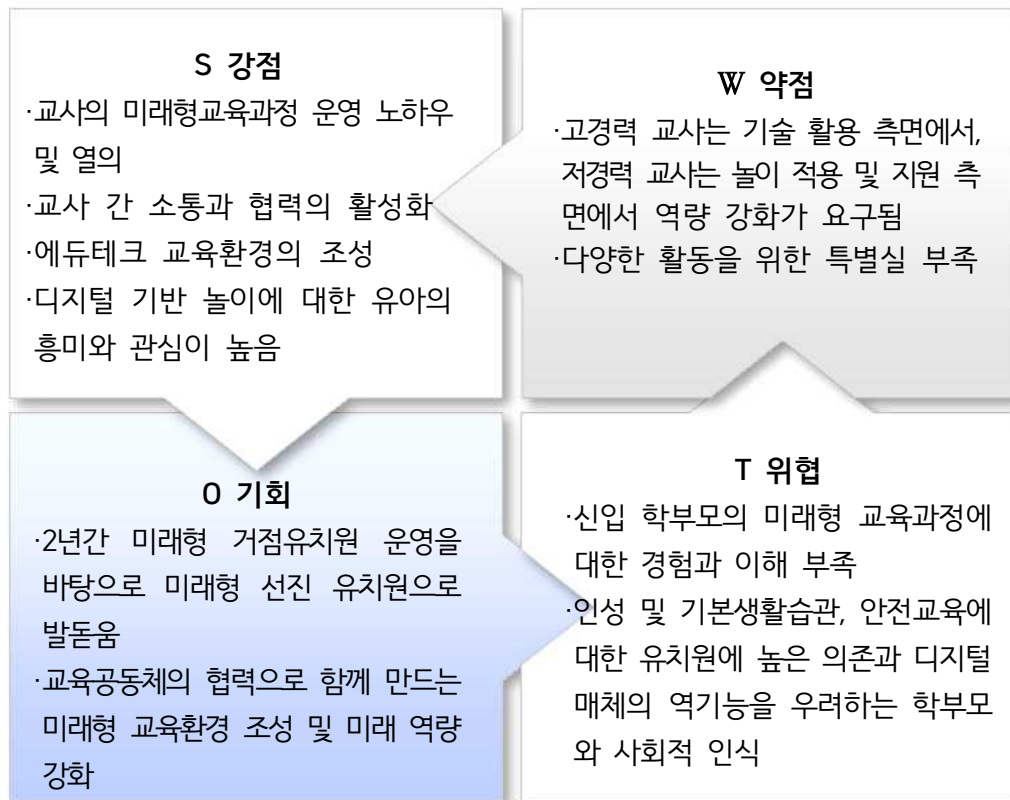 S 강점
·교사의 미래형교육과정 운영 노하우
및 열의
·교사 간 소통과 협력의 활성화
·에듀테크 교육환경의 조성
·디지털 기반 놀이에 대한 유아의
흥미와 관심이 높음
W 약점
·고경력 교사는 기술 활용 측면에서,
저경력 교사는 놀이 적용 및 지원 측
면에서 역량 강화가 요구됨
·다양한 활동을 위한 특별실 부족
O 기회
·2년간 미래형 거점유치원 운영을
바탕으로 미래형 선진 유치원으로
발돋움
·교육공동체의 협력으로 함께 만드는
미래형 교육환경 조성 및 미래 역량
강화
T 위협
·신입 학부모의 미래형 교육과정에
대한 경험과 이해 부족
·인성 및 기본생활습관, 안전교육에
대한 유치원에 높은 의존과 디지털
매체의 역기능을 우려하는 학부모
와 사회적 인식